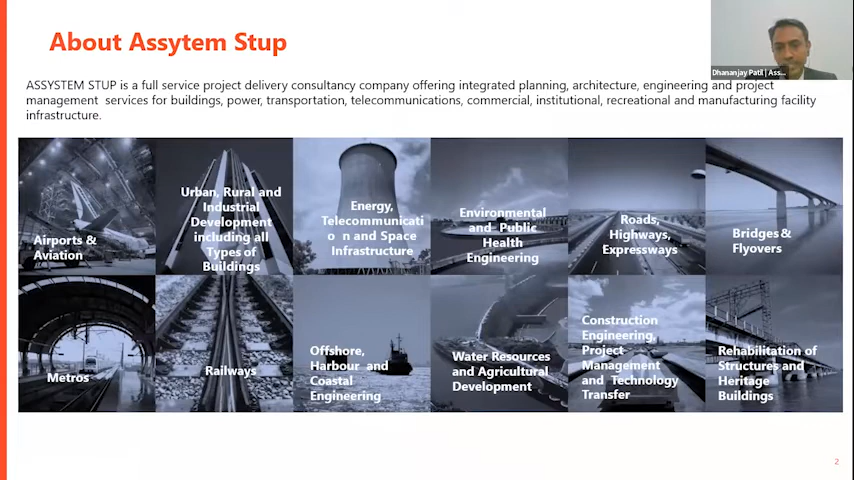 About Assytem Stup
Dhananjay Patil | Ass...
ASSYSTEM STUP is a full service project delivery consultancy company offering integrated planning, architecture, engineering and project
management services for buildings, power, transportation, telecommunications, commercial, institutional, recreational and manufacturing facility
infrastructure.
Airports &
Aviation
Urban, Rural and
Industrial
Development
including all
Types of
Buildings
Energy,
Telecommunicati
o n and Space
Infrastructure
Environmental
and Public
Health
Engineering
Roads,
Highways,
Expressways
Bridges &
Flyovers
Metros
Railways
Offshore,
Harbour and
Coastal
Engineering
Water Resources
and Agricultural
Development
Construction
Engineering,
Project
Management
and Technology
Transfer
Rehabilitation of
Structures and
Heritage
Buildings
2